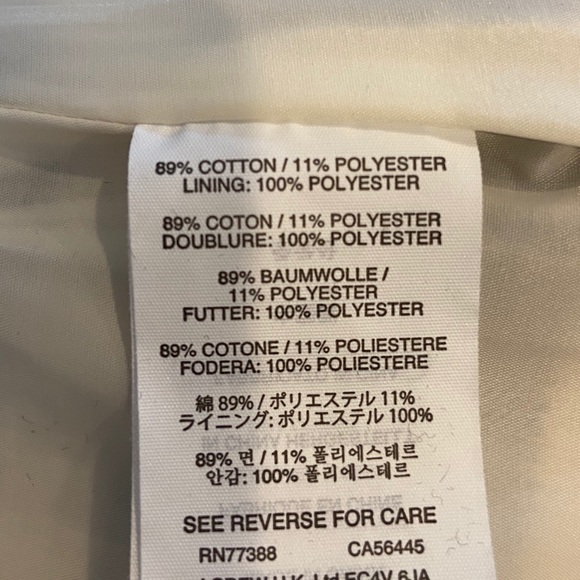 89% COTTON / 11% POLYESTER
LINING: 100% POLYESTER
89% COTON / 11% POLYESTER
DOUBLURE: 100% POLYESTER
89% BAUMWOLLE /
11% POLYESTER
FUTTER: 100% POLYESTER
89% COTONE / 11% POLIESTERE
FODERA: 100% POLIESTERE
綿 89% / ポリエステル 11%
ライニング: ポリエステル 100%
89% 면 / 11% 폴리에스테르
안감: 100% 폴리에스테르
SEE REVERSE FOR CARE
RN77388 CA56445
Ltd EC4V 6JA